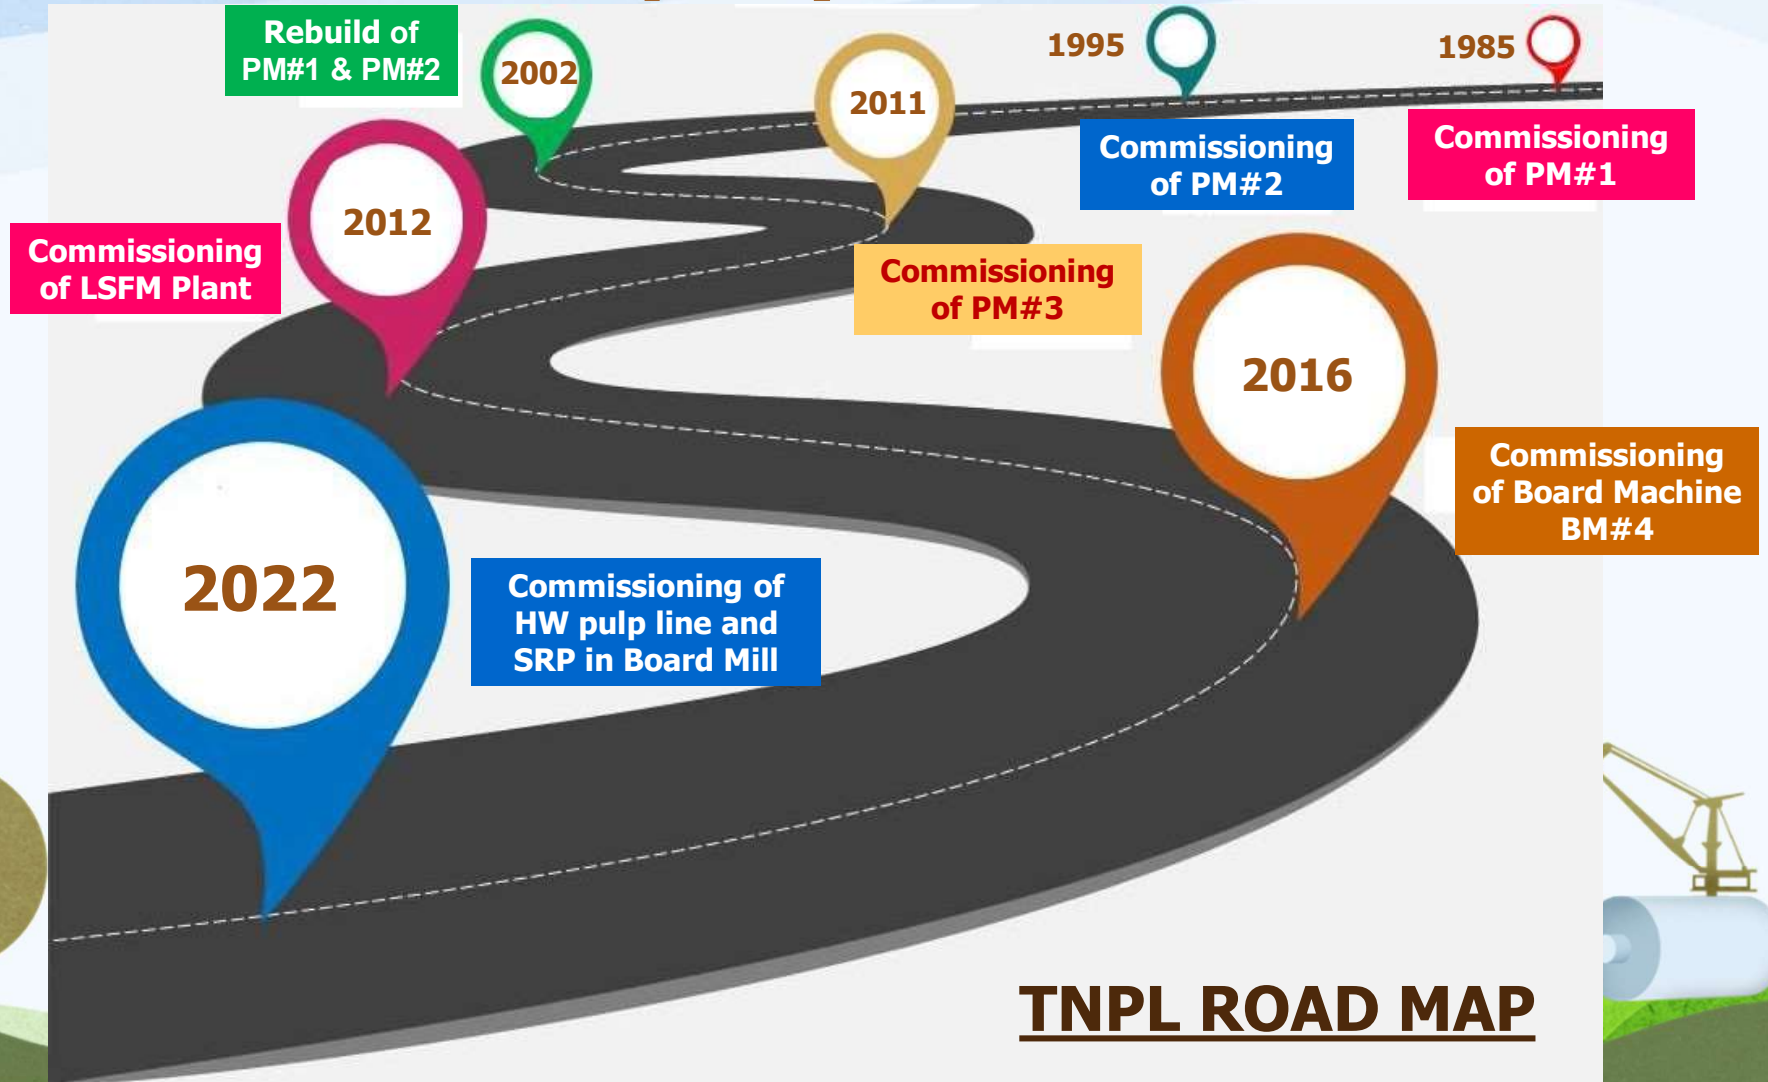 Rebuild of
PM#1 & PM#2
2002
2011
1995
1985
Commissioning
of PM#2
Commissioning
of PM#1
2012
Commissioning
of LSFM Plant
Commissioning
of PM#3
2016
Commissioning
of Board Machine
BM#4
2022
Commissioning of
HW pulp line and
SRP in Board Mill
TNPL ROAD MAP